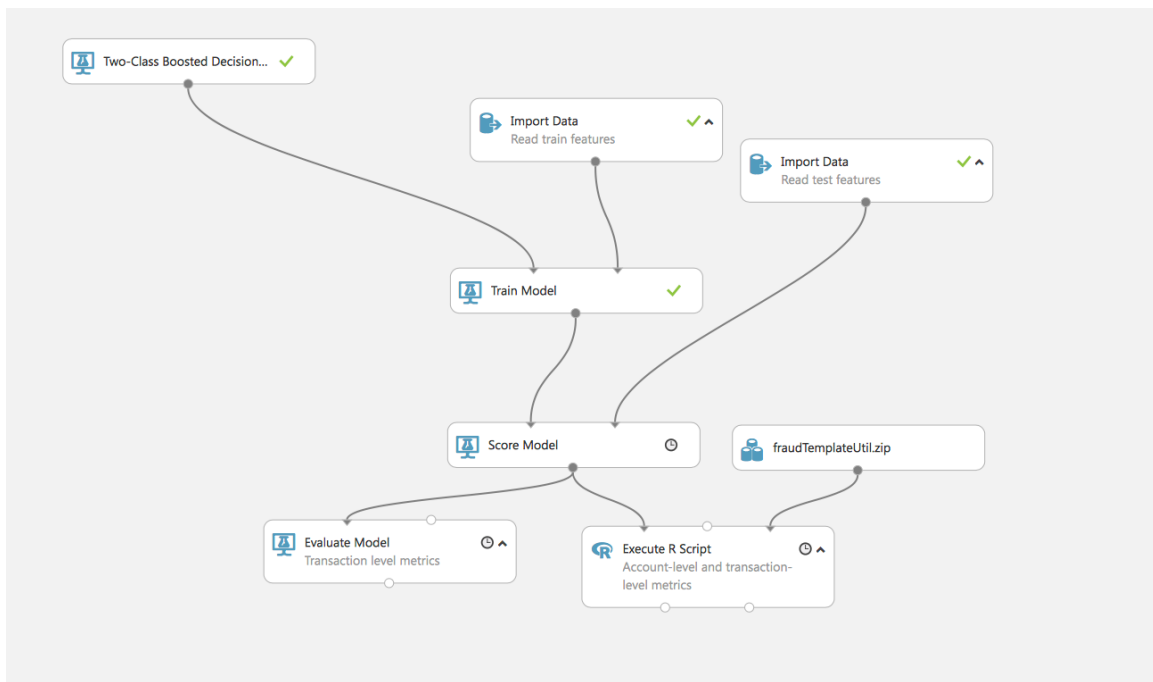 Two-Class Boosted Decision...
Import Data
Read train features
Import Data
Read test features
Train Model
Score Model
fraudTemplateUtil.zip
Evaluate Model
Transaction level metrics
R
Execute R Script
Account-level and transaction-
level metrics